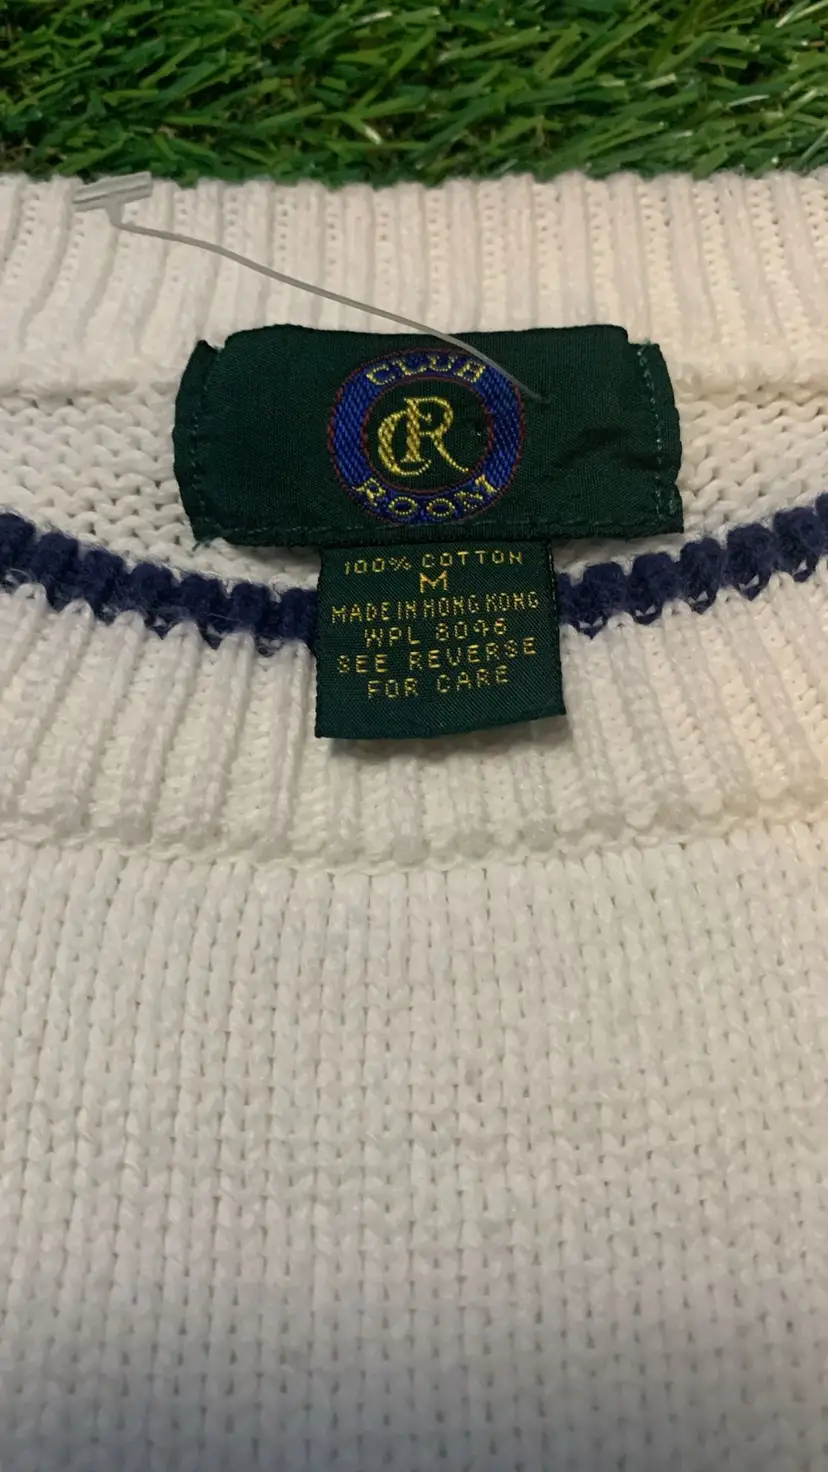 CLUB
CR
ROOM
100% COTTON
M
MADE IN HONG KONG
WPL 8046
SEE REVERSE
FOR CARE